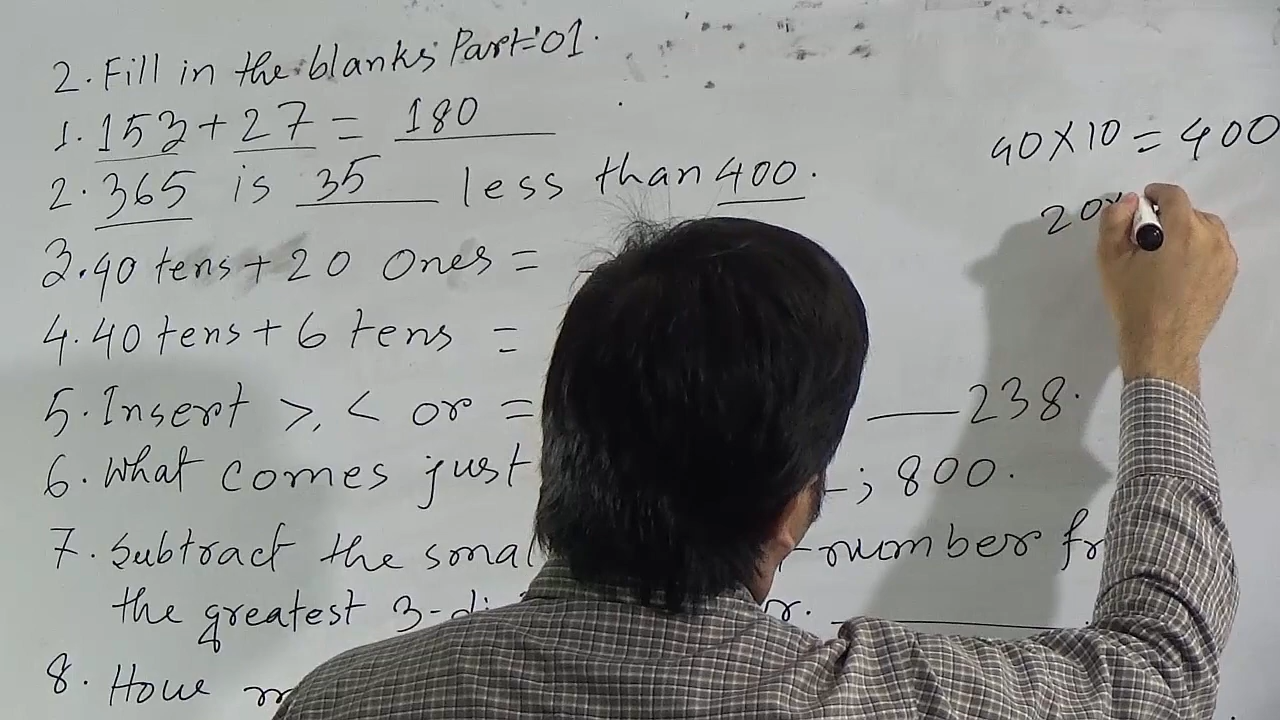 2. Fill in the blanks Part-01.
1. 153 + 27 = 180
2. 365 is 35 less than 400.
3. 40 tens + 20 Ones =
4. 40 tens + 6 tens =
5. Insert >, < or = 238.
6. What comes just ; 800.
7. Subtract the number
the greatest 3-
8. How
40 X 10 = 400
20